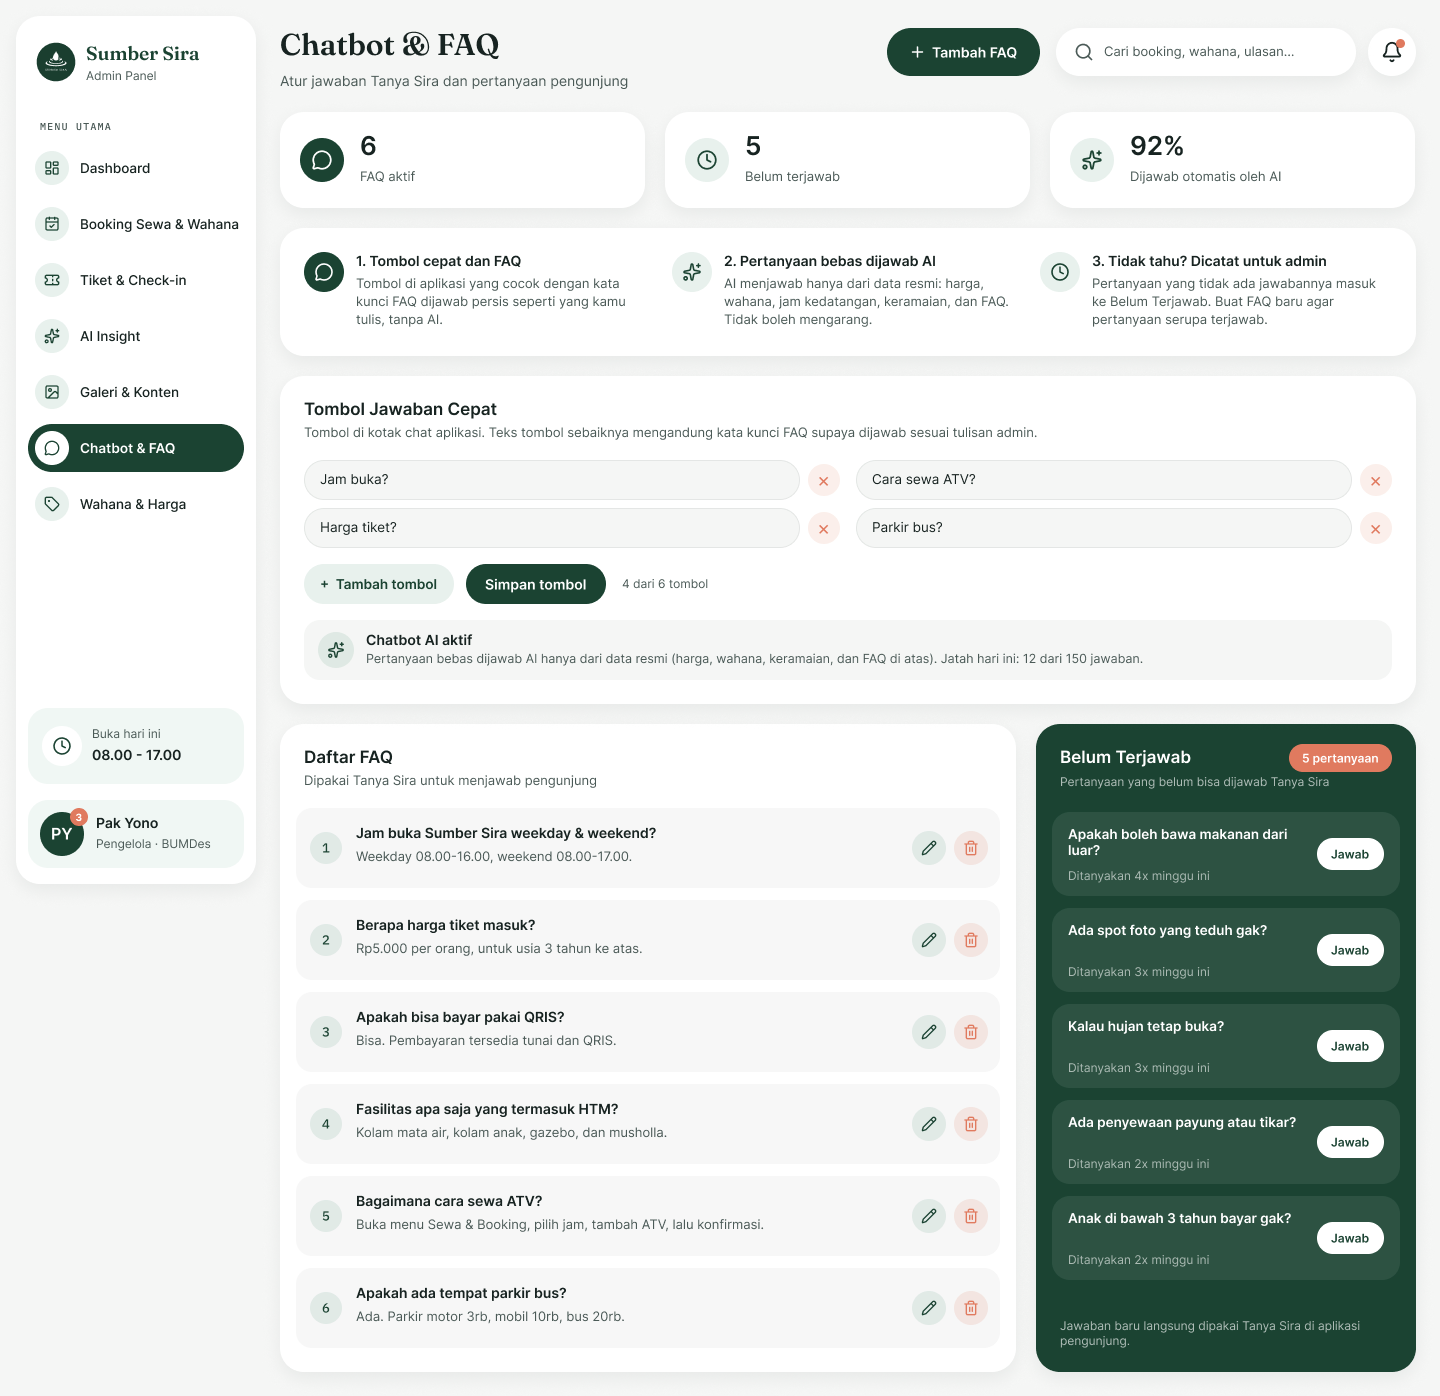 Sumber Sira
Admin Panel
MENU UTAMA
Dashboard
Booking Sewa & Wahana
Tiket & Check-in
AI Insight
Galeri & Konten
Chatbot & FAQ
Wahana & Harga
Buka hari ini
08.00 - 17.00
PY
3
Pak Yono
Pengelola · BUMDes
Chatbot & FAQ
Atur jawaban Tanya Sira dan pertanyaan pengunjung
+ Tambah FAQ
Cari booking, wahana, ulasan...
6
FAQ aktif
5
Belum terjawab
92%
Dijawab otomatis oleh AI
1. Tombol cepat dan FAQ
Tombol di aplikasi yang cocok dengan kata
kunci FAQ dijawab persis seperti yang kamu
tulis, tanpa AI.
2. Pertanyaan bebas dijawab AI
AI menjawab hanya dari data resmi: harga,
wahana, jam kedatangan, keramaian, dan FAQ.
Tidak boleh mengarang.
3. Tidak tahu? Dicatat untuk admin
Pertanyaan yang tidak ada jawabannya masuk
ke Belum Terjawab. Buat FAQ baru agar
pertanyaan serupa terjawab.
Tombol Jawaban Cepat
Tombol di kotak chat aplikasi. Teks tombol sebaiknya mengandung kata kunci FAQ supaya dijawab sesuai tulisan admin.
Jam buka?
Cara sewa ATV?
Harga tiket?
Parkir bus?
+ Tambah tombol
Simpan tombol
4 dari 6 tombol
Chatbot AI aktif
Pertanyaan bebas dijawab AI hanya dari data resmi (harga, wahana, keramaian, dan FAQ di atas). Jatah hari ini: 12 dari 150 jawaban.
Daftar FAQ
Dipakai Tanya Sira untuk menjawab pengunjung
1
Jam buka Sumber Sira weekday & weekend?
Weekday 08.00-16.00, weekend 08.00-17.00.
2
Berapa harga tiket masuk?
Rp5.000 per orang, untuk usia 3 tahun ke atas.
3
Apakah bisa bayar pakai QRIS?
Bisa. Pembayaran tersedia tunai dan QRIS.
4
Fasilitas apa saja yang termasuk HTM?
Kolam mata air, kolam anak, gazebo, dan musholla.
5
Bagaimana cara sewa ATV?
Buka menu Sewa & Booking, pilih jam, tambah ATV, lalu konfirmasi.
6
Apakah ada tempat parkir bus?
Ada. Parkir motor 3rb, mobil 10rb, bus 20rb.
Belum Terjawab
5 pertanyaan
Pertanyaan yang belum bisa dijawab Tanya Sira
Apakah boleh bawa makanan dari
luar?
Ditanyakan 4x minggu ini
Jawab
Ada spot foto yang teduh gak?
Ditanyakan 3x minggu ini
Jawab
Kalau hujan tetap buka?
Ditanyakan 3x minggu ini
Jawab
Ada penyewaan payung atau tikar?
Ditanyakan 2x minggu ini
Jawab
Anak di bawah 3 tahun bayar gak?
Ditanyakan 2x minggu ini
Jawab
Jawaban baru langsung dipakai Tanya Sira di aplikasi
pengunjung.